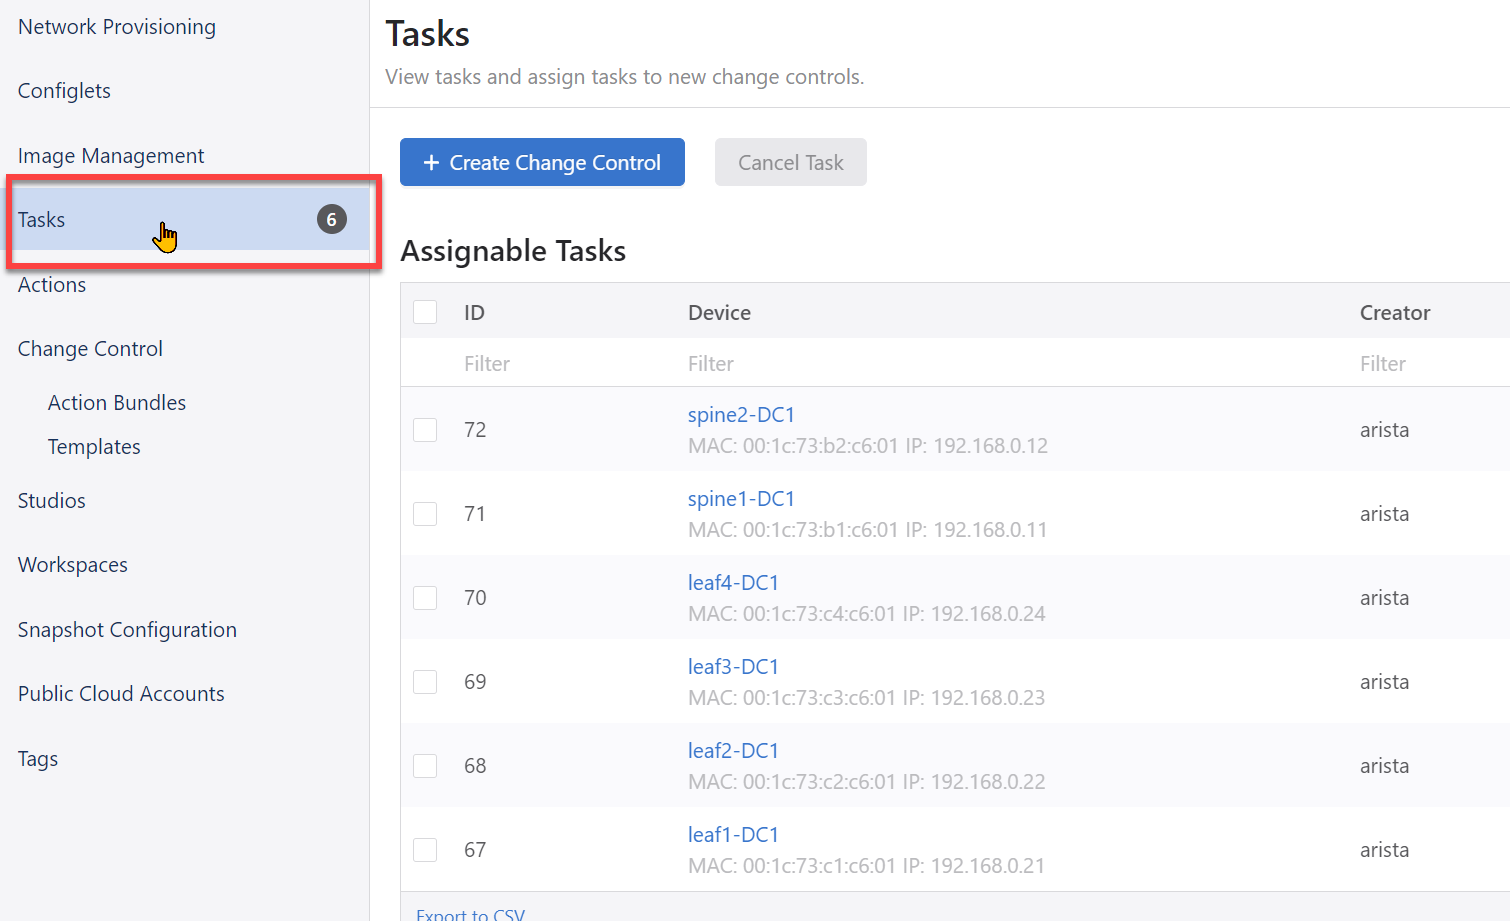 Network Provisioning
Configlets
Image Management
Tasks 6
Actions
Change Control
Action Bundles
Templates
Studios
Workspaces
Snapshot Configuration
Public Cloud Accounts
Tags
Tasks
View tasks and assign tasks to new change controls.
+ Create Change Control Cancel Task
Assignable Tasks
ID Device Creator
Filter Filter Filter
72 spine2-DC1 arista
MAC: 00:1c:73:b2:c6:01 IP: 192.168.0.12
71 spine1-DC1 arista
MAC: 00:1c:73:b1:c6:01 IP: 192.168.0.11
70 leaf4-DC1 arista
MAC: 00:1c:73:c4:c6:01 IP: 192.168.0.24
69 leaf3-DC1 arista
MAC: 00:1c:73:c3:c6:01 IP: 192.168.0.23
68 leaf2-DC1 arista
MAC: 00:1c:73:c2:c6:01 IP: 192.168.0.22
67 leaf1-DC1 arista
MAC: 00:1c:73:c1:c6:01 IP: 192.168.0.21
Export to CSV